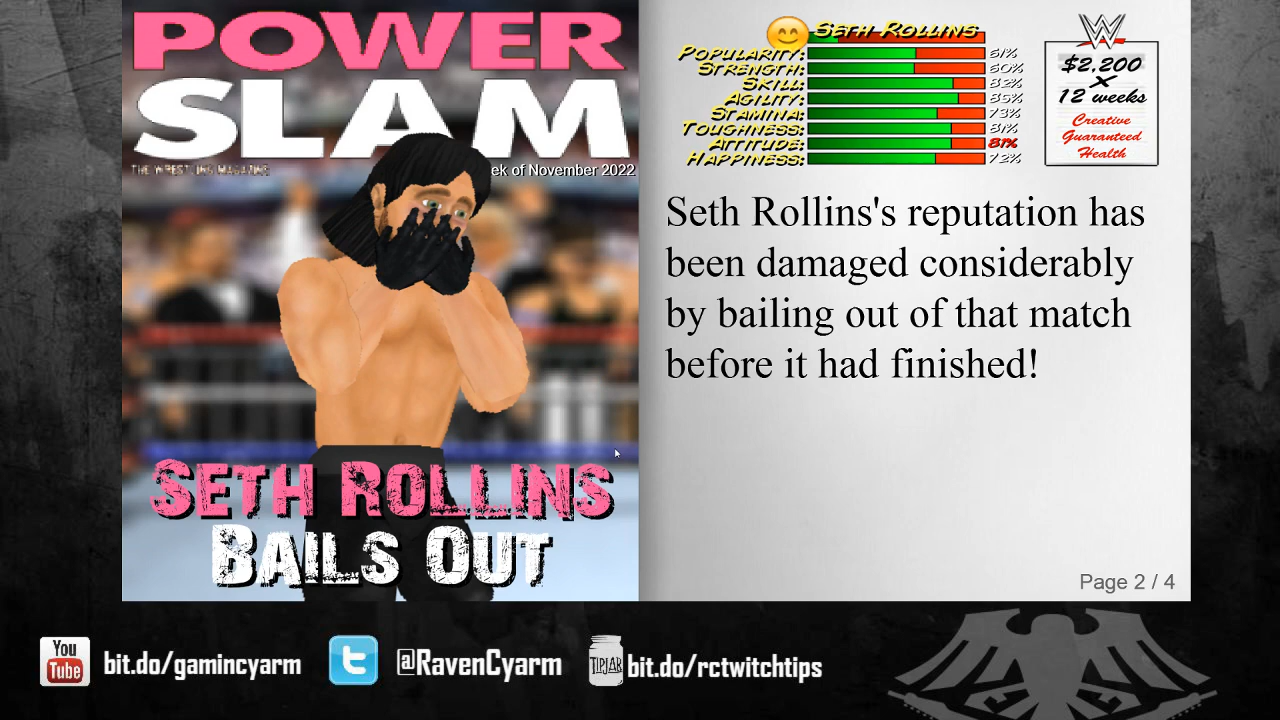 POWER
SLAM
THE WRESTLING MAGAZINE
ek of November 2022
SETH ROLLINS
BAILS OUT
SETH ROLLINS
POPULARITY: 61%
STRENGTH: 60%
SKILL: 82%
AGILITY: 85%
STAMINA: 73%
TOUGHNESS: 81%
ATTITUDE: 81%
HAPPINESS: 72%
W
$2,200
X
12 weeks
Creative
Guaranteed
Health
Seth Rollins's reputation has
been damaged considerably
by bailing out of that match
before it had finished!
Page 2 / 4
You
Tube
bit.do/gamincyarm
t
@RavenCyarm
TIPJAR
bit.do/rctwitchtips